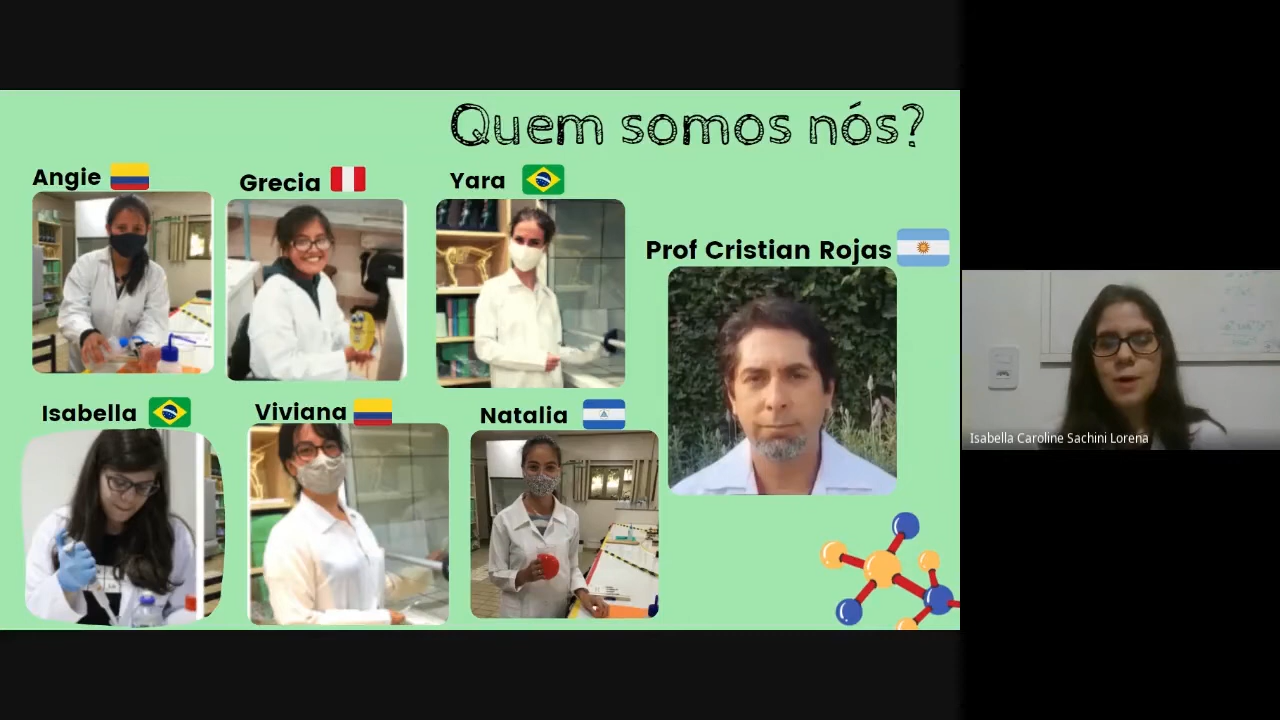 Quem somos nós?
Angie
Grecia
Yara
Prof Cristian Rojas
Isabella
Viviana
Natalia
Isabella Caroline Sachini Lorena